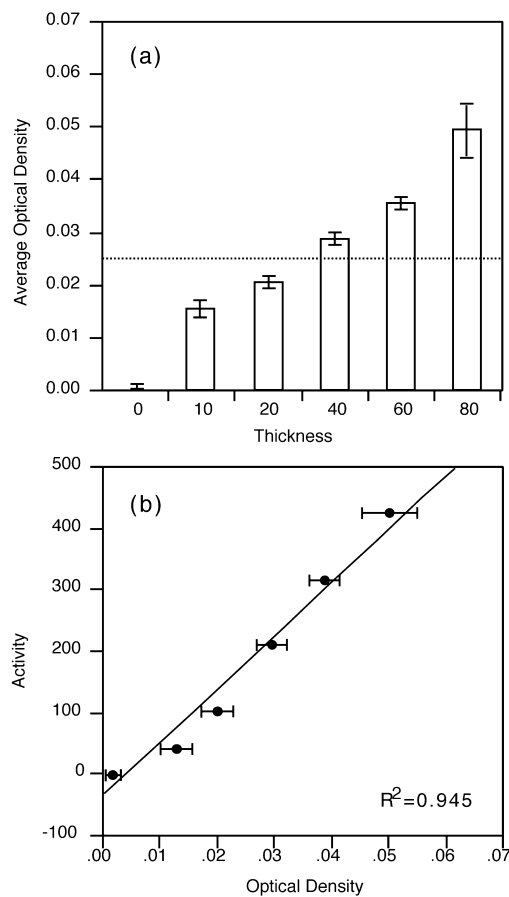 0.07
(a)
0.06
0.05
0.04
0.03
0.02
0.01
0.00
Average Optical Density
0 10 20 40 60 80
Thickness
500
(b)
400
300
200
100
0
-100
Activity
R²=0.945
.00 .01 .02 .03 .04 .05 .06 .07
Optical Density